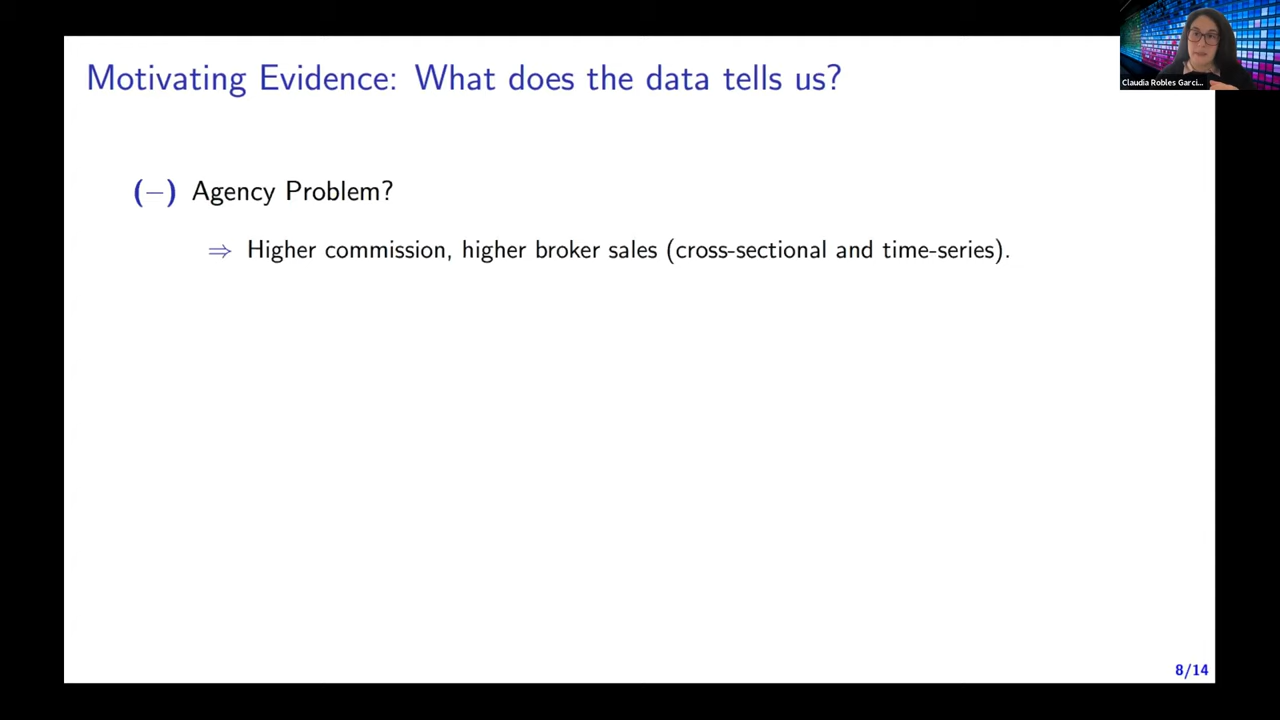 Motivating Evidence: What does the data tells us?
Claudia Robles Garci...
(−) Agency Problem?
⇒ Higher commission, higher broker sales (cross-sectional and time-series).
8/14